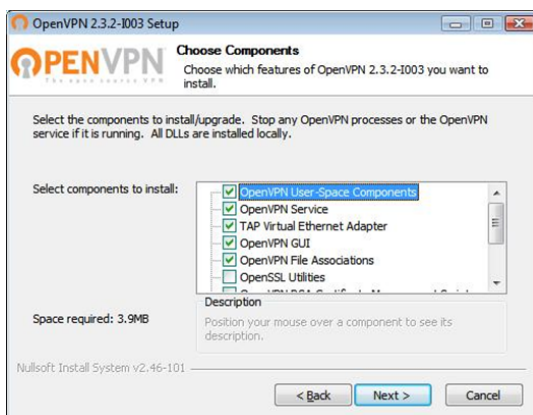 OpenVPN 2.3.2-I003 Setup
OPENVPN
The open source VPN
Choose Components
Choose which features of OpenVPN 2.3.2-I003 you want to
install.
Select the components to install/upgrade. Stop any OpenVPN processes or the OpenVPN
service if it is running. All DLLs are installed locally.
Select components to install:
OpenVPN User-Space Components
OpenVPN Service
TAP Virtual Ethernet Adapter
OpenVPN GUI
OpenVPN File Associations
OpenSSL Utilities
Description
Space required: 3.9MB
Position your mouse over a component to see its
description.
Nullsoft Install System v2.46-101
< Back
Next >
Cancel